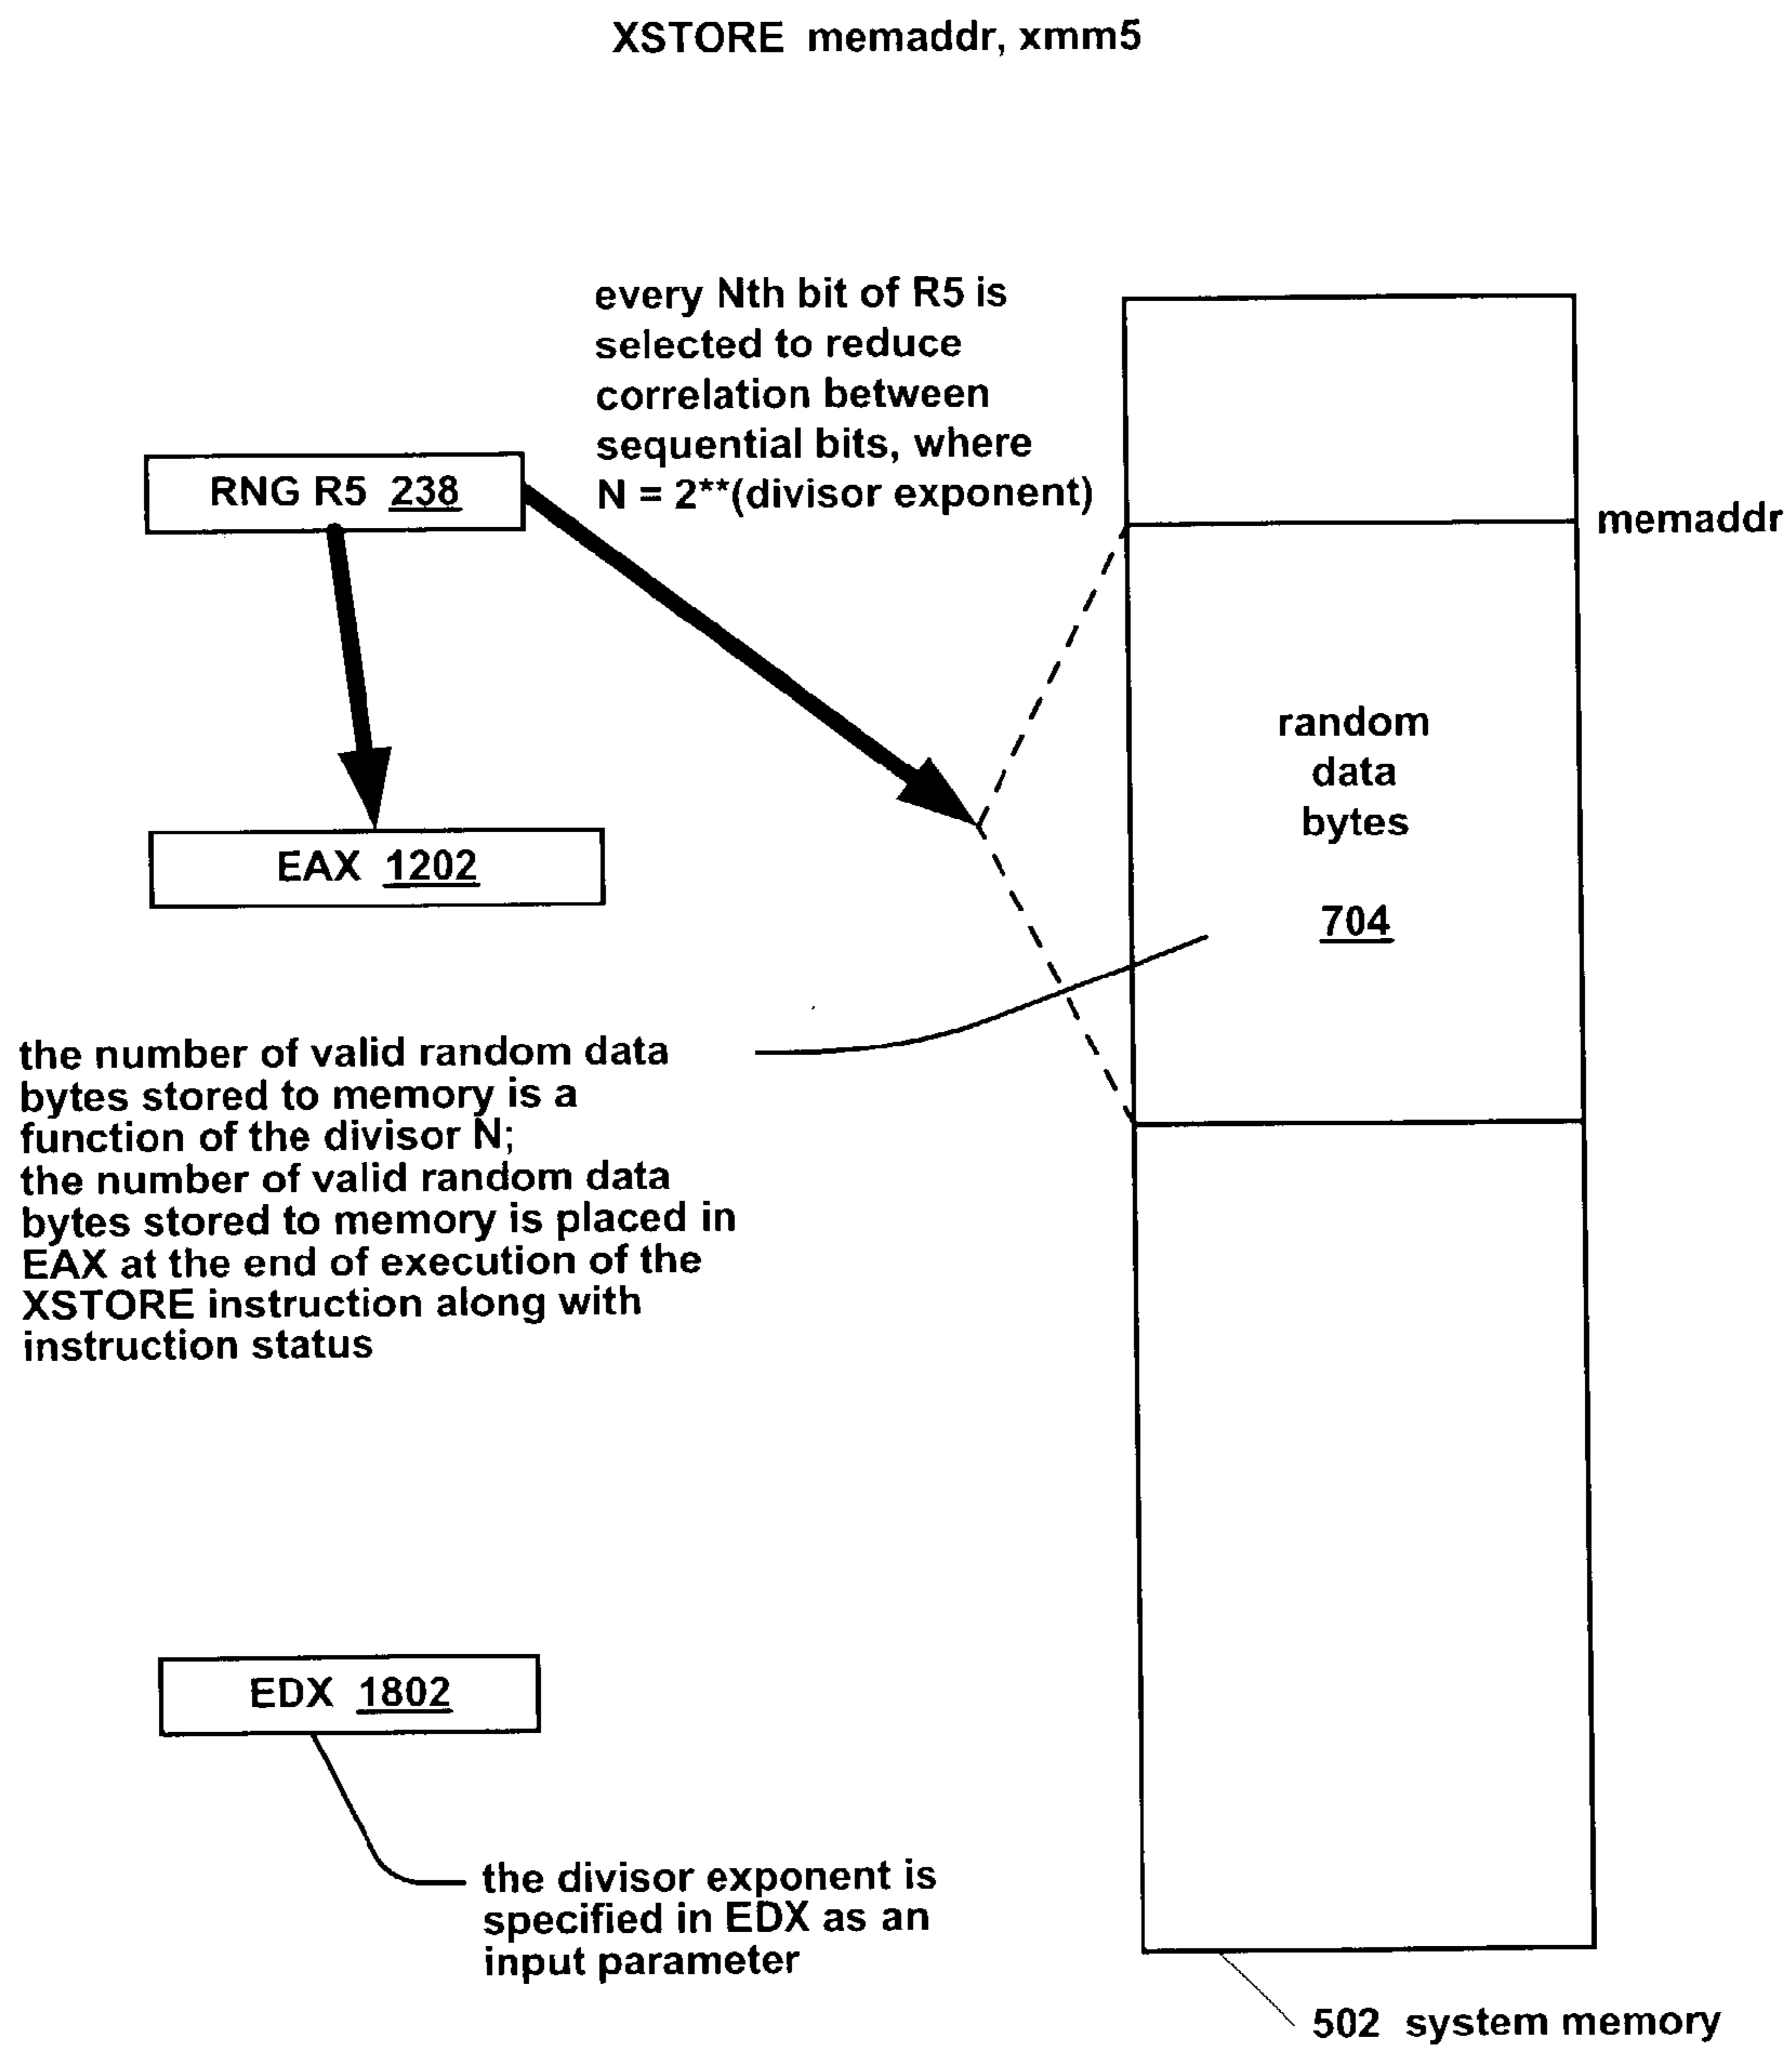 XSTORE memaddr, xmm5
every Nth bit of R5 is
selected to reduce
correlation between
sequential bits, where
N = 2**(divisor exponent)
RNG R5 238
memaddr
random
data
bytes
704
EAX 1202
the number of valid random data
bytes stored to memory is a
function of the divisor N;
the number of valid random data
bytes stored to memory is placed in
EAX at the end of execution of the
XSTORE instruction along with
instruction status
EDX 1802
the divisor exponent is
specified in EDX as an
input parameter
502 system memory